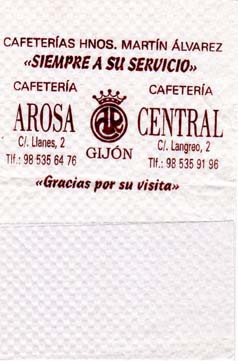 CAFETERÍAS HNOS. MARTÍN ÁLVAREZ
«SIEMPRE A SU SERVICIO»
CAFETERÍA
AROSA
C/. Llanes, 2
Tlf.: 98 535 64 76
GIJÓN
CAFETERÍA
CENTRAL
C/. Langreo, 2
Tlf.: 98 535 91 96
«Gracias por su visita»